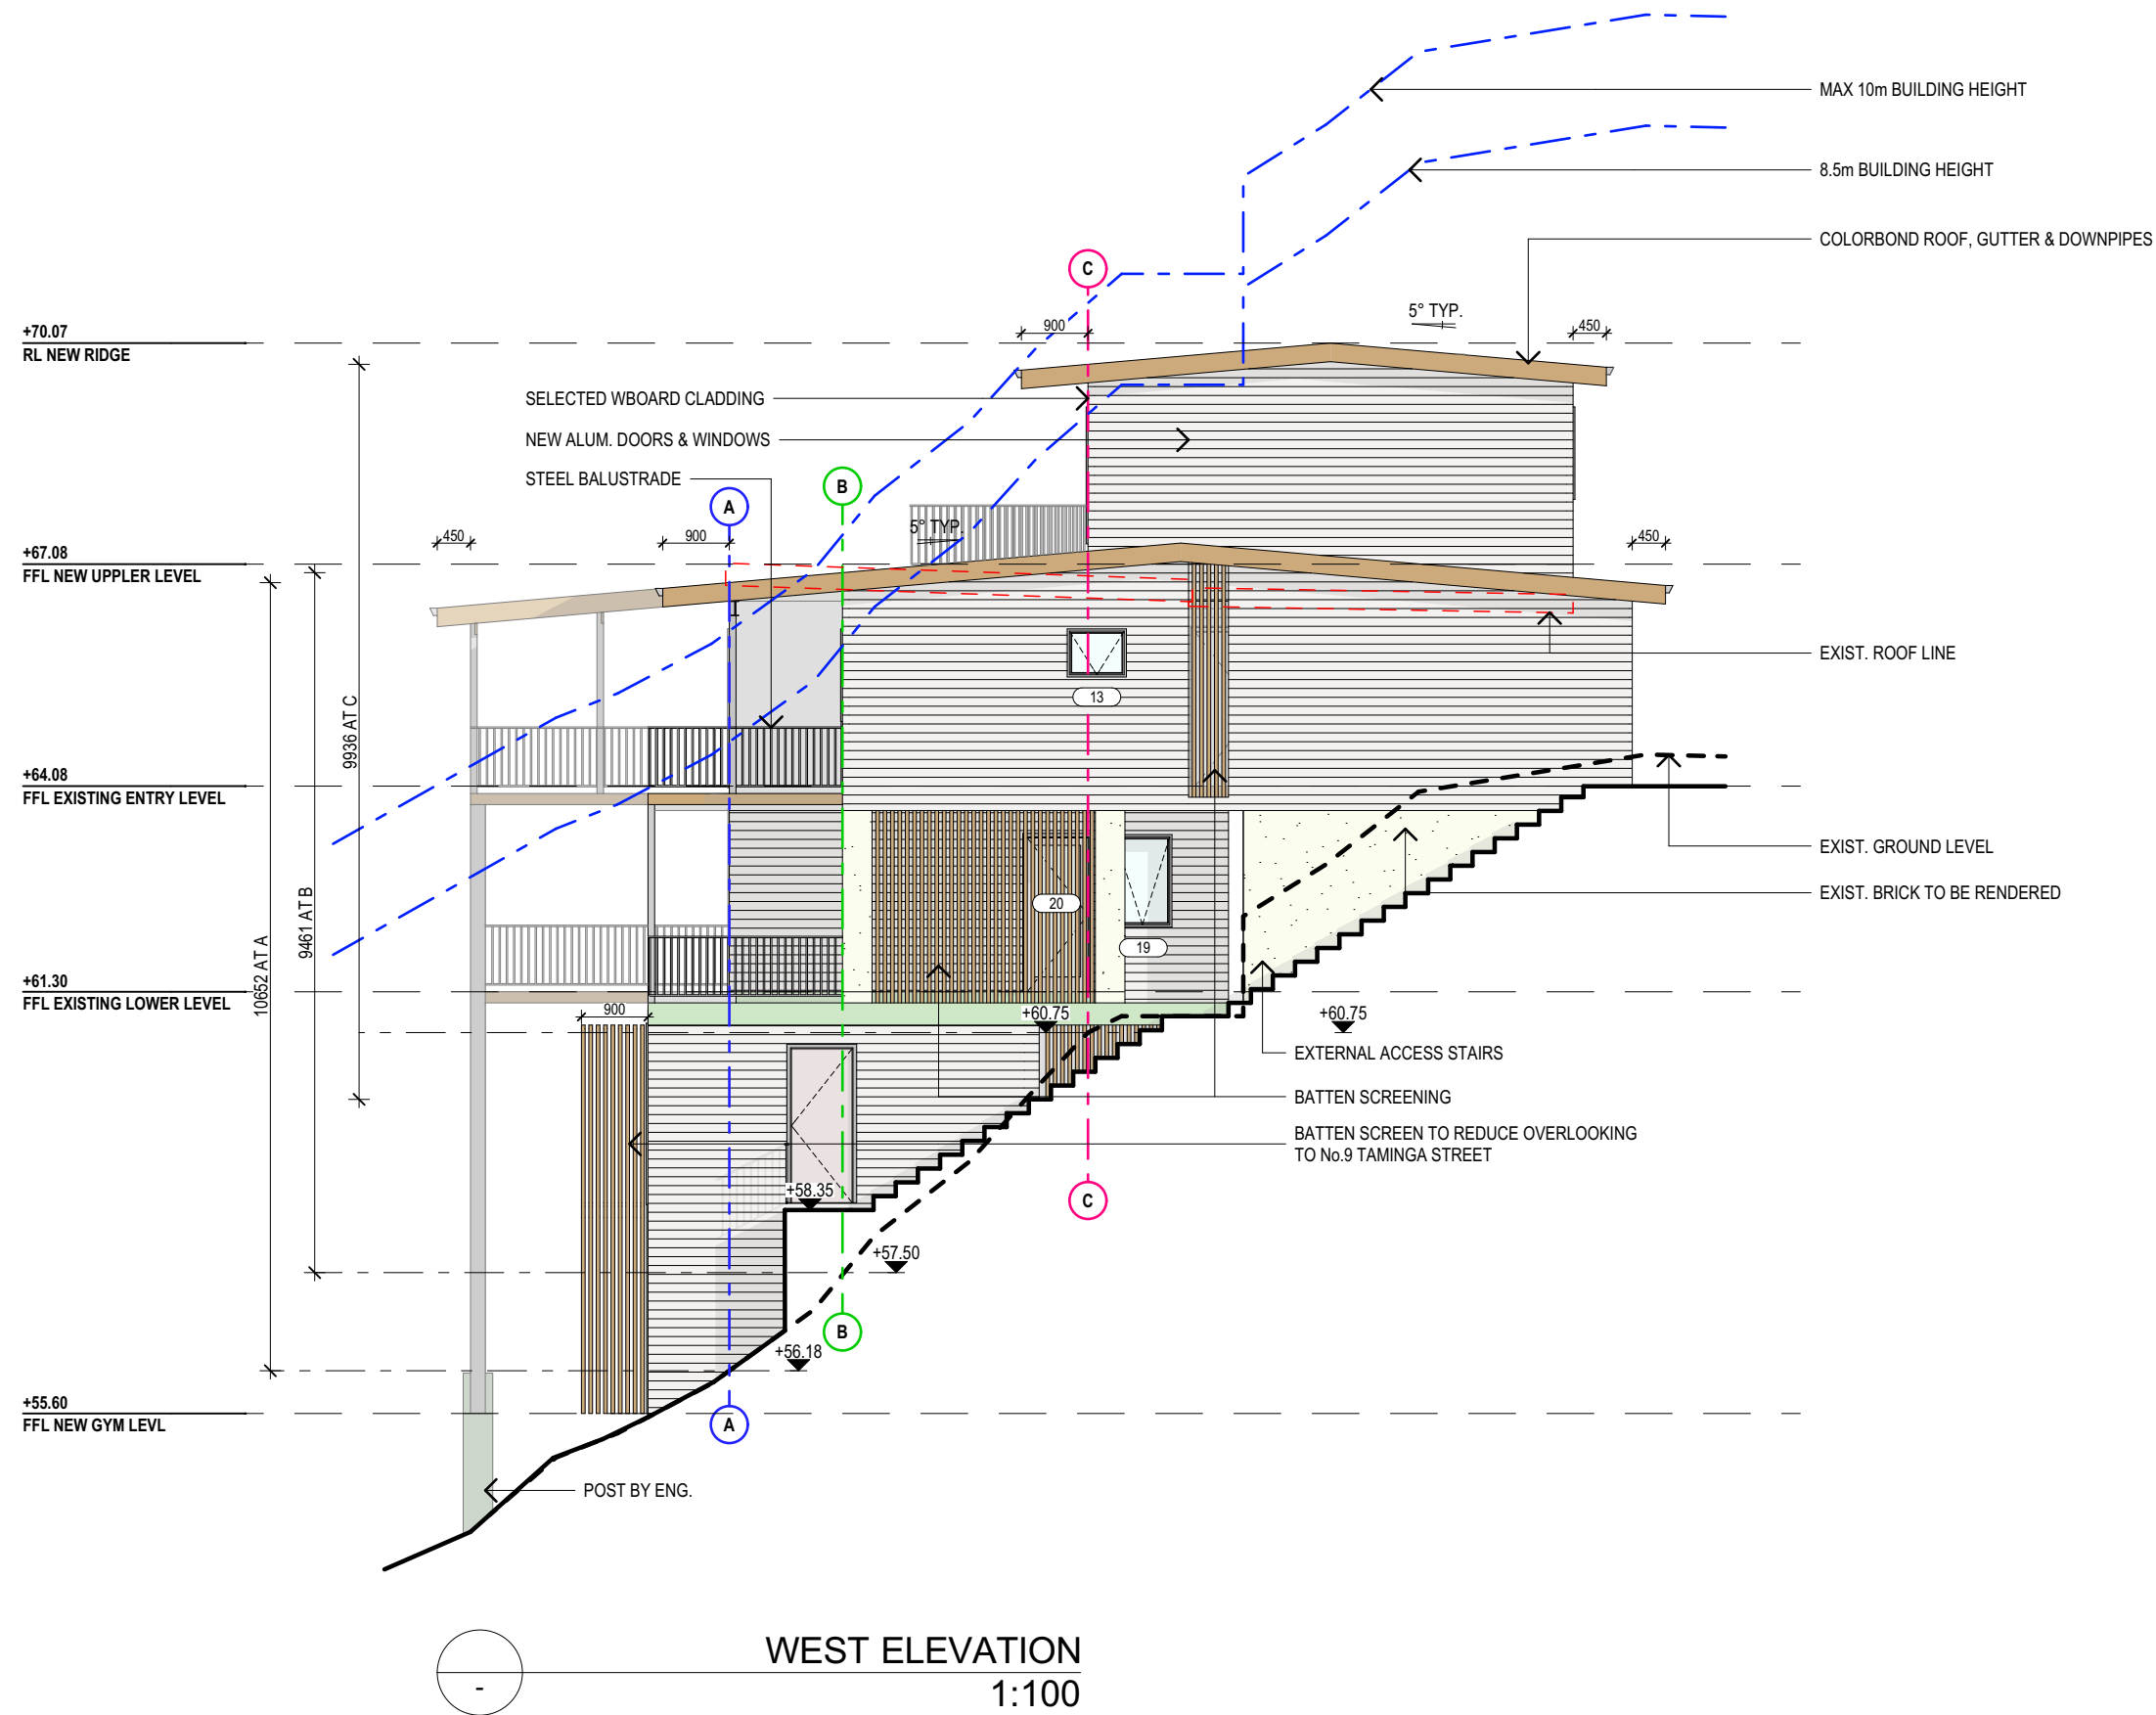 MAX 10m BUILDING HEIGHT
8.5m BUILDING HEIGHT
COLORBOND ROOF, GUTTER & DOWNPIPES
C
5° TYP.
900
450
+70.07
RL NEW RIDGE
SELECTED WBOARD CLADDING
NEW ALUM. DOORS & WINDOWS
STEEL BALUSTRADE
A
B
5° TYP.
450
900
450
+67.08
FFL NEW UPPLER LEVEL
EXIST. ROOF LINE
13
9936 AT C
+64.08
FFL EXISTING ENTRY LEVEL
EXIST. GROUND LEVEL
EXIST. BRICK TO BE RENDERED
20
19
9461 AT B
10652 AT A
+61.30
FFL EXISTING LOWER LEVEL
900
+60.75
+60.75
EXTERNAL ACCESS STAIRS
BATTEN SCREENING
BATTEN SCREEN TO REDUCE OVERLOOKING
TO No.9 TAMINGA STREET
+58.35
C
+57.50
B
+56.18
+55.60
FFL NEW GYM LEVL
A
POST BY ENG.
WEST ELEVATION
-
1:100